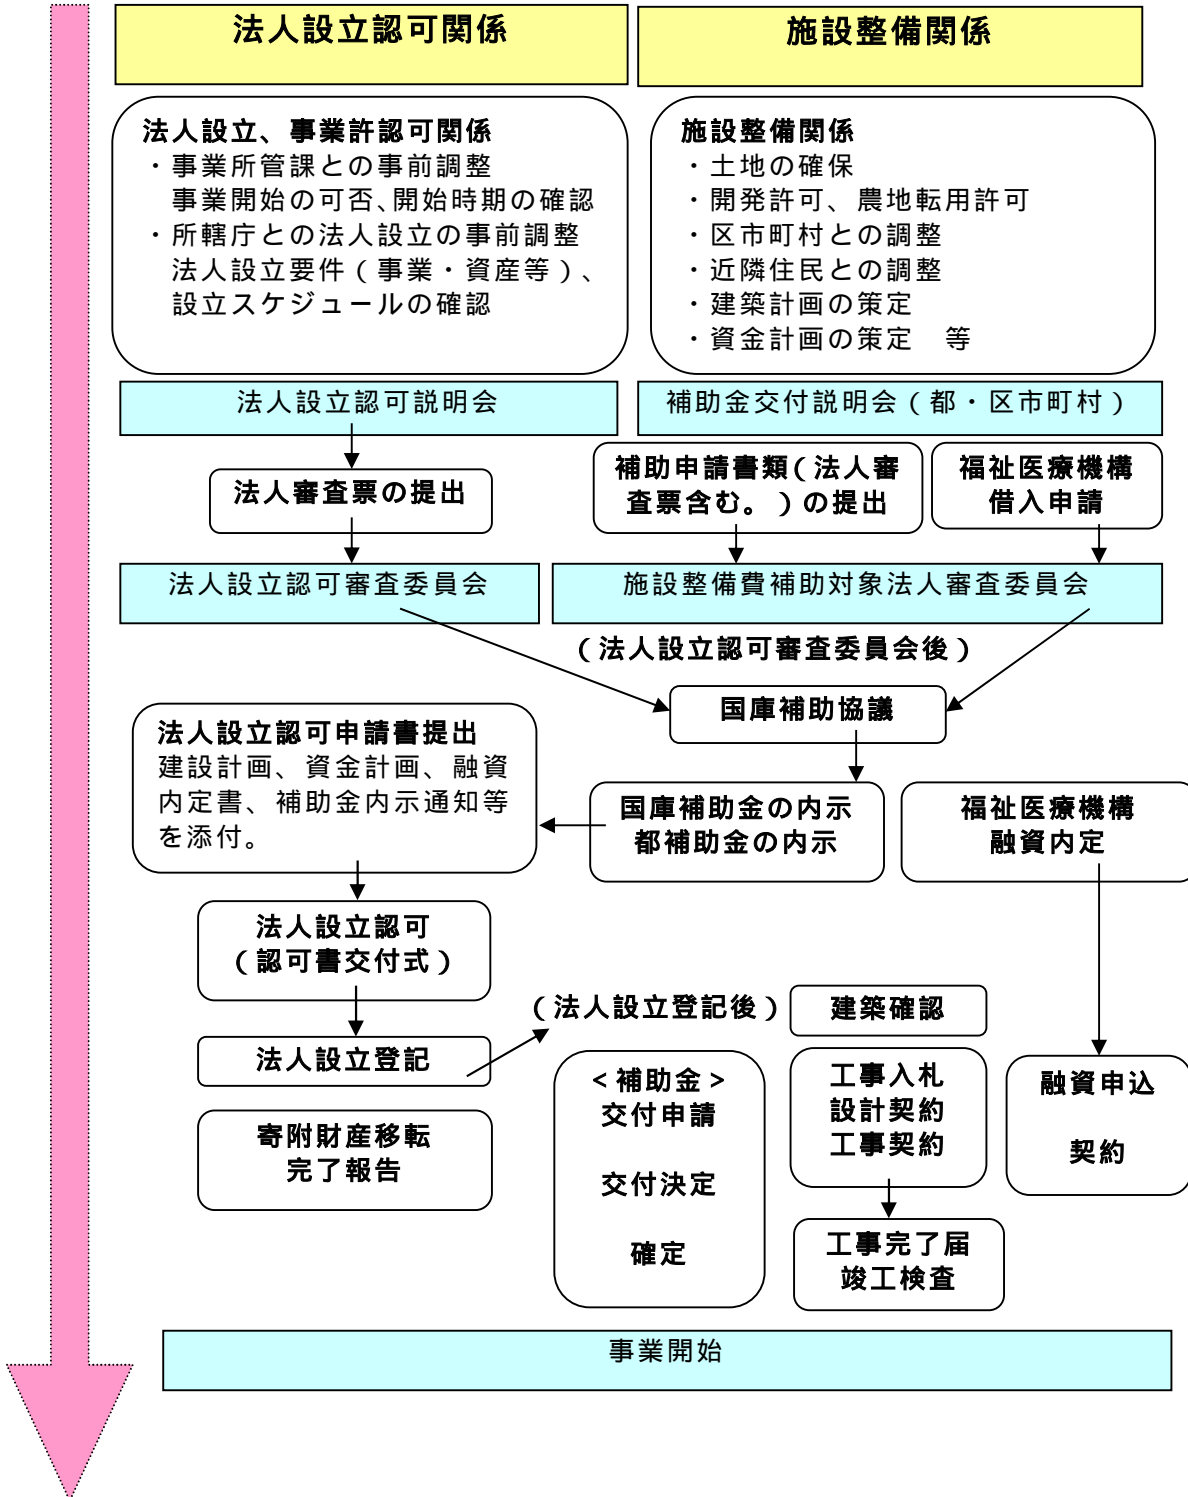 法人設立認可関係
施設整備関係
法人設立、事業許認可関係
・事業所管課との事前調整
事業開始の可否、開始時期の確認
・所轄庁との法人設立の事前調整
法人設立要件（事業・資産等）、
設立スケジュールの確認
施設整備関係
・土地の確保
・開発許可、農地転用許可
・区市町村との調整
・近隣住民との調整
・建築計画の策定
・資金計画の策定　等
法人設立認可説明会
補助金交付説明会（都・区市町村）
法人審査票の提出
補助申請書類（法人審
査票含む。）の提出
福祉医療機構
借入申請
法人設立認可審査委員会
施設整備費補助対象法人審査委員会
（法人設立認可審査委員会後）
国庫補助協議
法人設立認可申請書提出
建設計画、資金計画、融資
内定書、補助金内示通知等
を添付。
国庫補助金の内示
都補助金の内示
福祉医療機構
融資内定
法人設立認可
（認可書交付式）
（法人設立登記後）
建築確認
法人設立登記
＜補助金＞
交付申請
交付決定
確定
工事入札
設計契約
工事契約
融資申込
契約
寄附財産移転
完了報告
工事完了届
竣工検査
事業開始